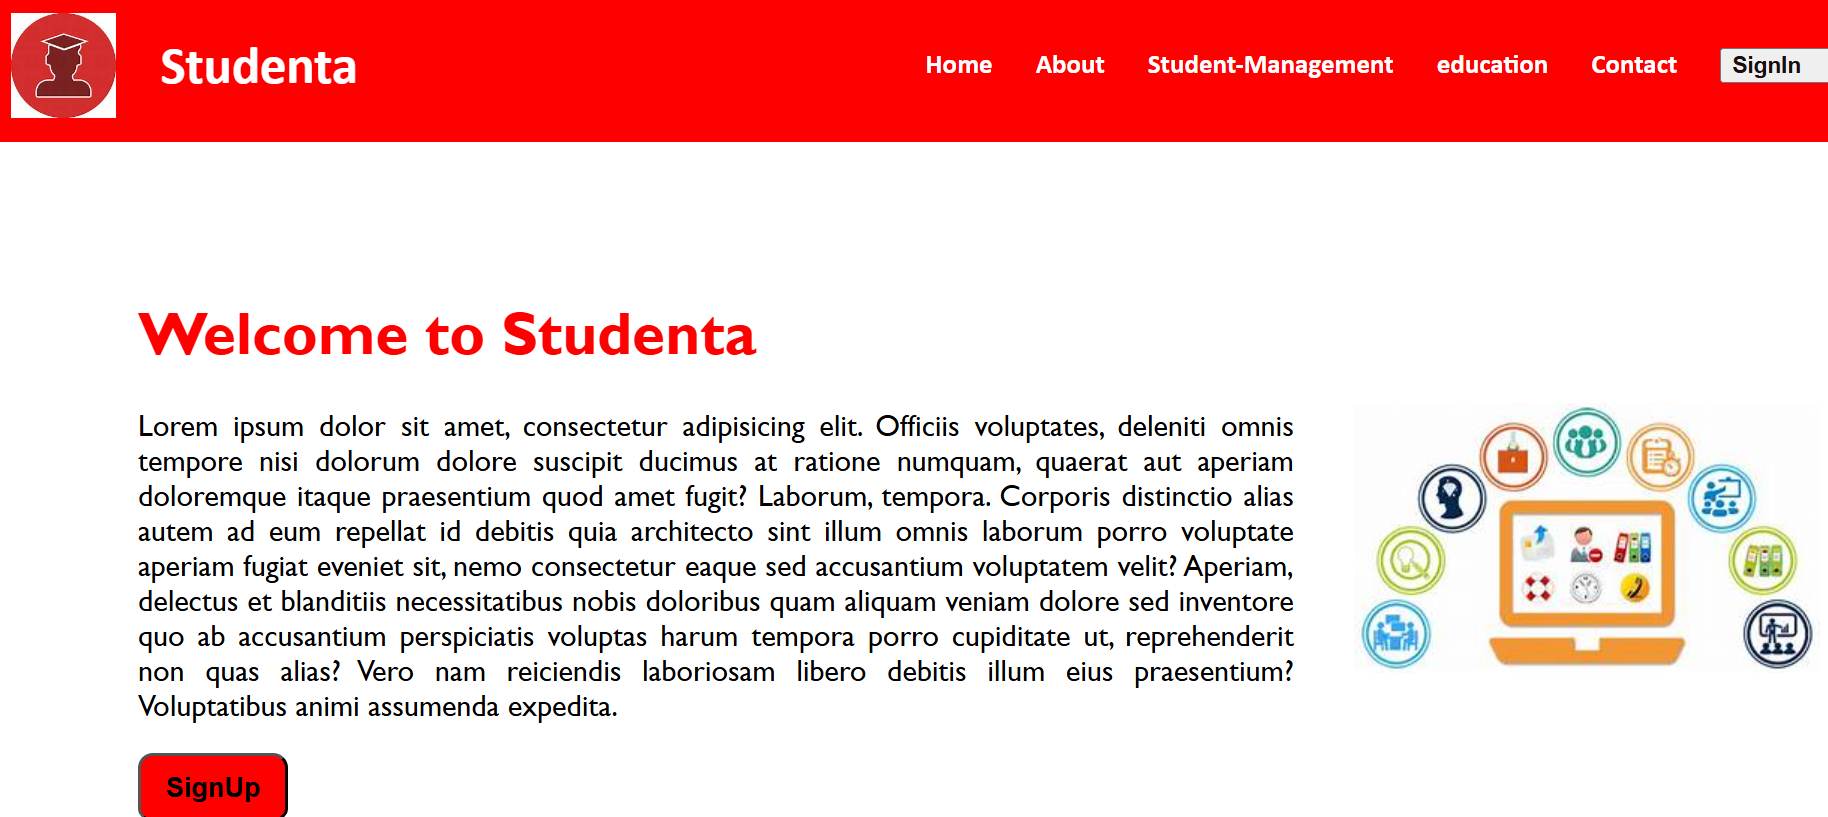 Studenta
Home About Student-Management education Contact SignIn
Welcome to Studenta
Lorem ipsum dolor sit amet, consectetur adipisicing elit. Officiis voluptates, deleniti omnis
tempore nisi dolorum dolore suscipit ducimus at ratione numquam, quaerat aut aperiam
doloremque itaque praesentium quod amet fugit? Laborum, tempora. Corporis distinctio alias
autem ad eum repellat id debitis quia architecto sint illum omnis laborum porro voluptate
aperiam fugiat eveniet sit, nemo consectetur eaque sed accusantium voluptatem velit? Aperiam,
delectus et blanditiis necessitatibus nobis doloribus quam aliquam veniam dolore sed inventore
quo ab accusantium perspiciatis voluptas harum tempora porro cupiditate ut, reprehenderit
non quas alias? Vero nam reiciendis laboriosam libero debitis illum eius praesentium?
Voluptatibus animi assumenda expedita.
SignUp